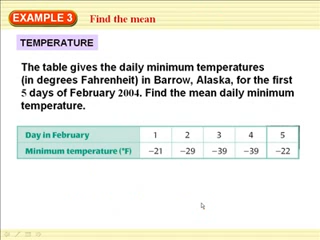 EXAMPLE 3 Find the mean
TEMPERATURE
The table gives the daily minimum temperatures
(in degrees Fahrenheit) in Barrow, Alaska, for the first
5 days of February 2004. Find the mean daily minimum
temperature.
Day in February 1 2 3 4 5
Minimum temperature (°F) −21 −29 −39 −39 −22